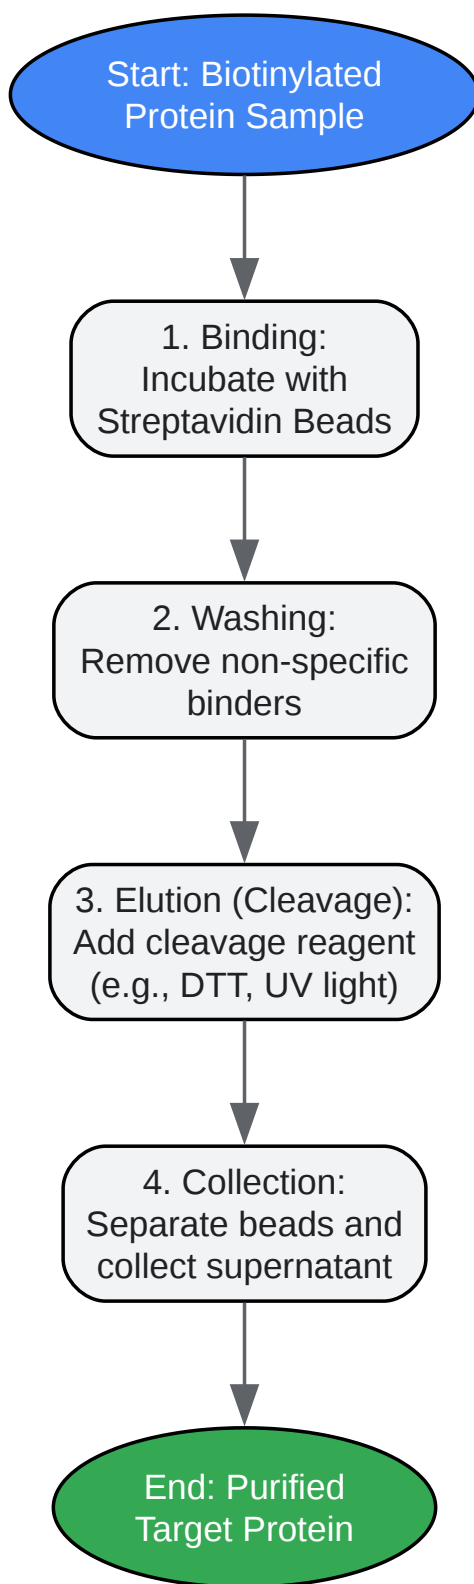 Start: Biotinylated
Protein Sample
1. Binding:
Incubate with
Streptavidin Beads
2. Washing:
Remove non-specific
binders
3. Elution (Cleavage):
Add cleavage reagent
(e.g., DTT, UV light)
4. Collection:
Separate beads and
collect supernatant
End: Purified
Target Protein